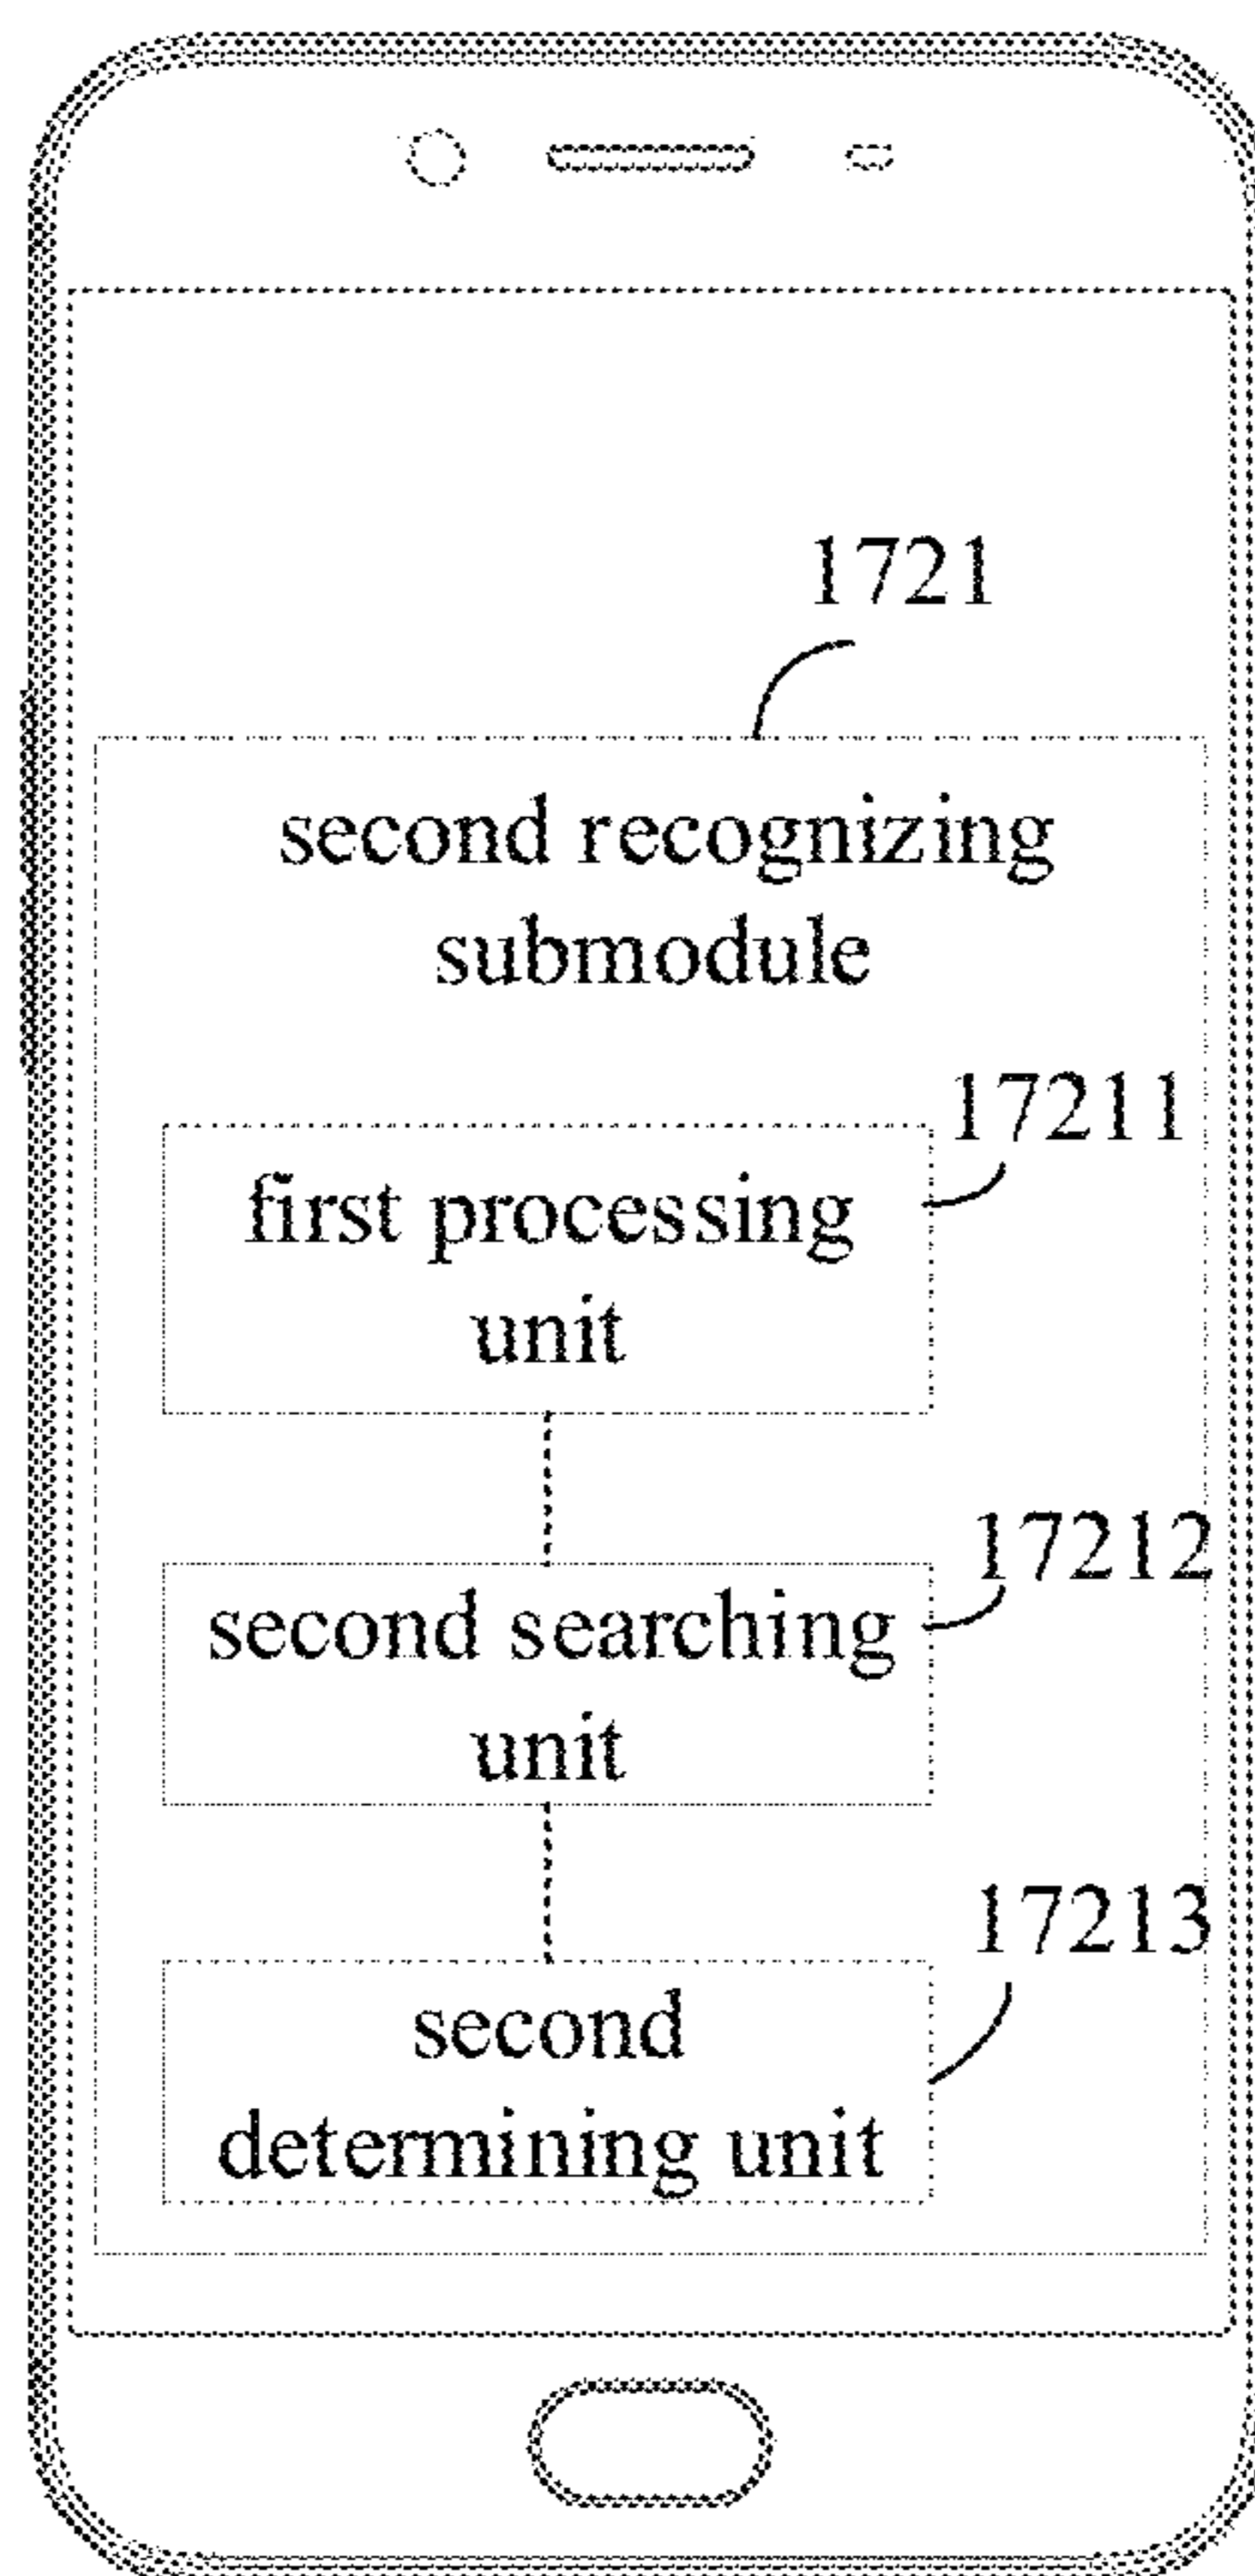 1721
second recognizing
submodule
17211
first processing
unit
17212
second searching
unit
17213
second
determining unit